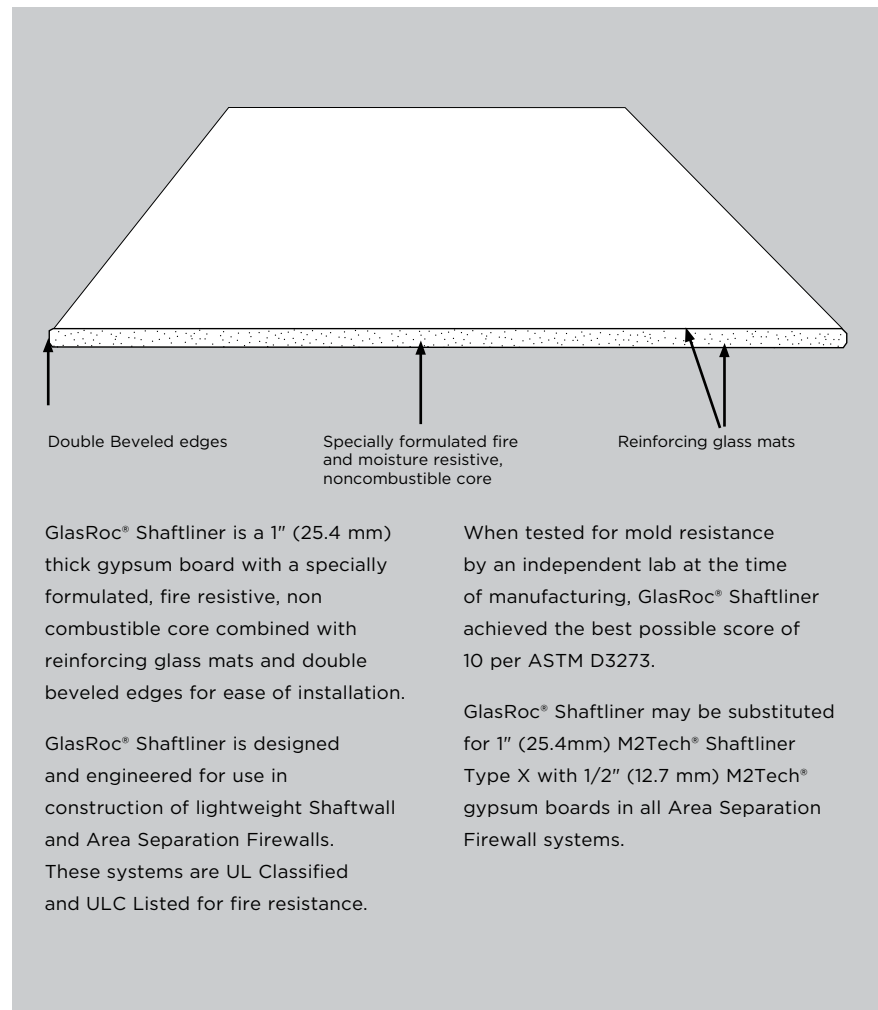 Double Beveled edges
Specially formulated fire
and moisture resistive,
noncombustible core
Reinforcing glass mats
GlasRoc® Shaftliner is a 1" (25.4 mm)
thick gypsum board with a specially
formulated, fire resistive, non
combustible core combined with
reinforcing glass mats and double
beveled edges for ease of installation.
GlasRoc® Shaftliner is designed
and engineered for use in
construction of lightweight Shaftwall
and Area Separation Firewalls.
These systems are UL Classified
and ULC Listed for fire resistance.
When tested for mold resistance
by an independent lab at the time
of manufacturing, GlasRoc® Shaftliner
achieved the best possible score of
10 per ASTM D3273.
GlasRoc® Shaftliner may be substituted
for 1" (25.4mm) M2Tech® Shaftliner
Type X with 1/2" (12.7 mm) M2Tech®
gypsum boards in all Area Separation
Firewall systems.